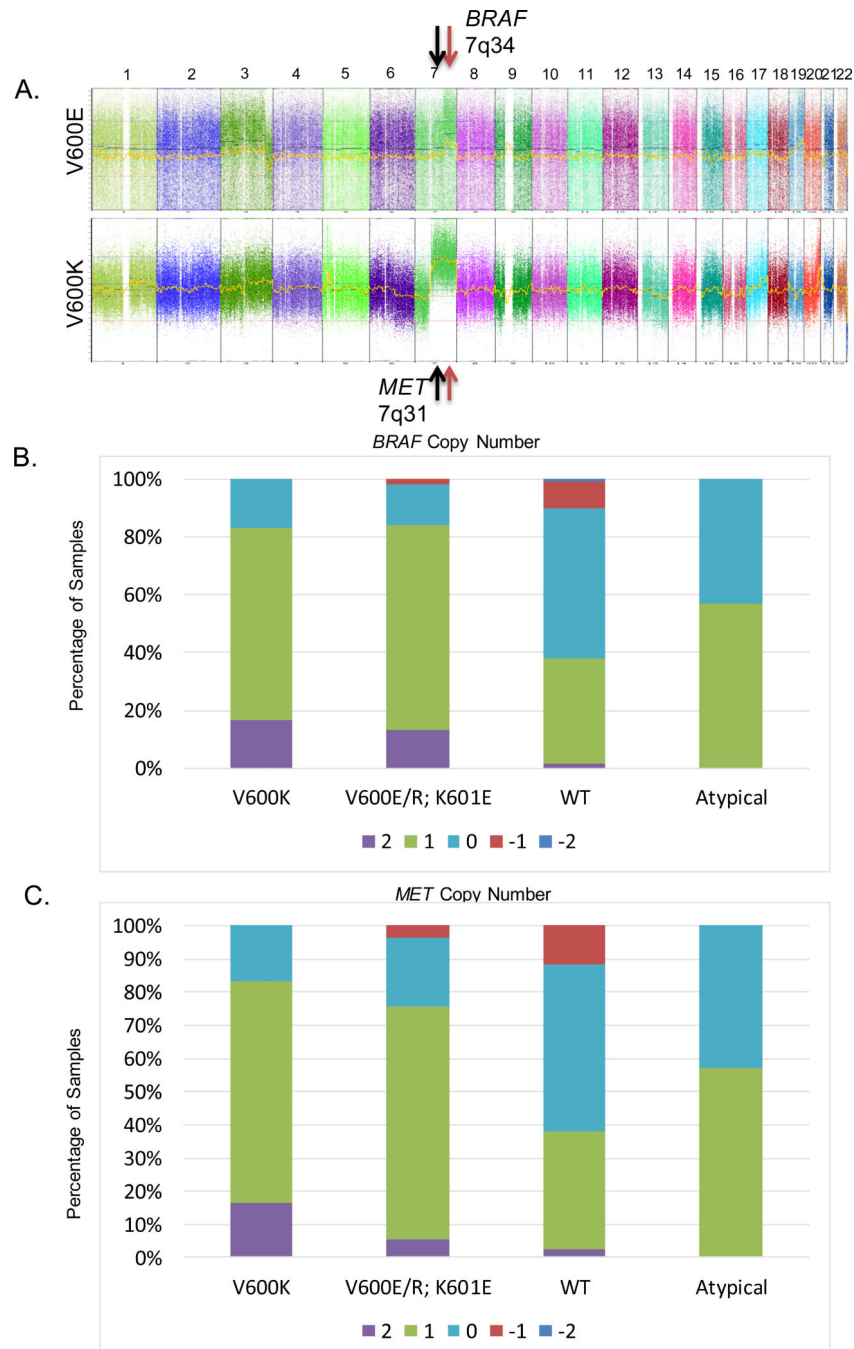 BRAF
7q34
1 2 3 4 5 6 7 8 9 10 11 12 13 14 15 16 17 18 19 20 21 22
A.
V600E
V600K
MET
7q31
B.
BRAF Copy Number
Percentage of Samples
100%
80%
60%
40%
20%
0%
V600K V600E/R; K601E WT Atypical
2 1 0 -1 -2
C.
MET Copy Number
Percentage of Samples
100%
90%
80%
70%
60%
50%
40%
30%
20%
10%
0%
V600K V600E/R; K601E WT Atypical
2 1 0 -1 -2